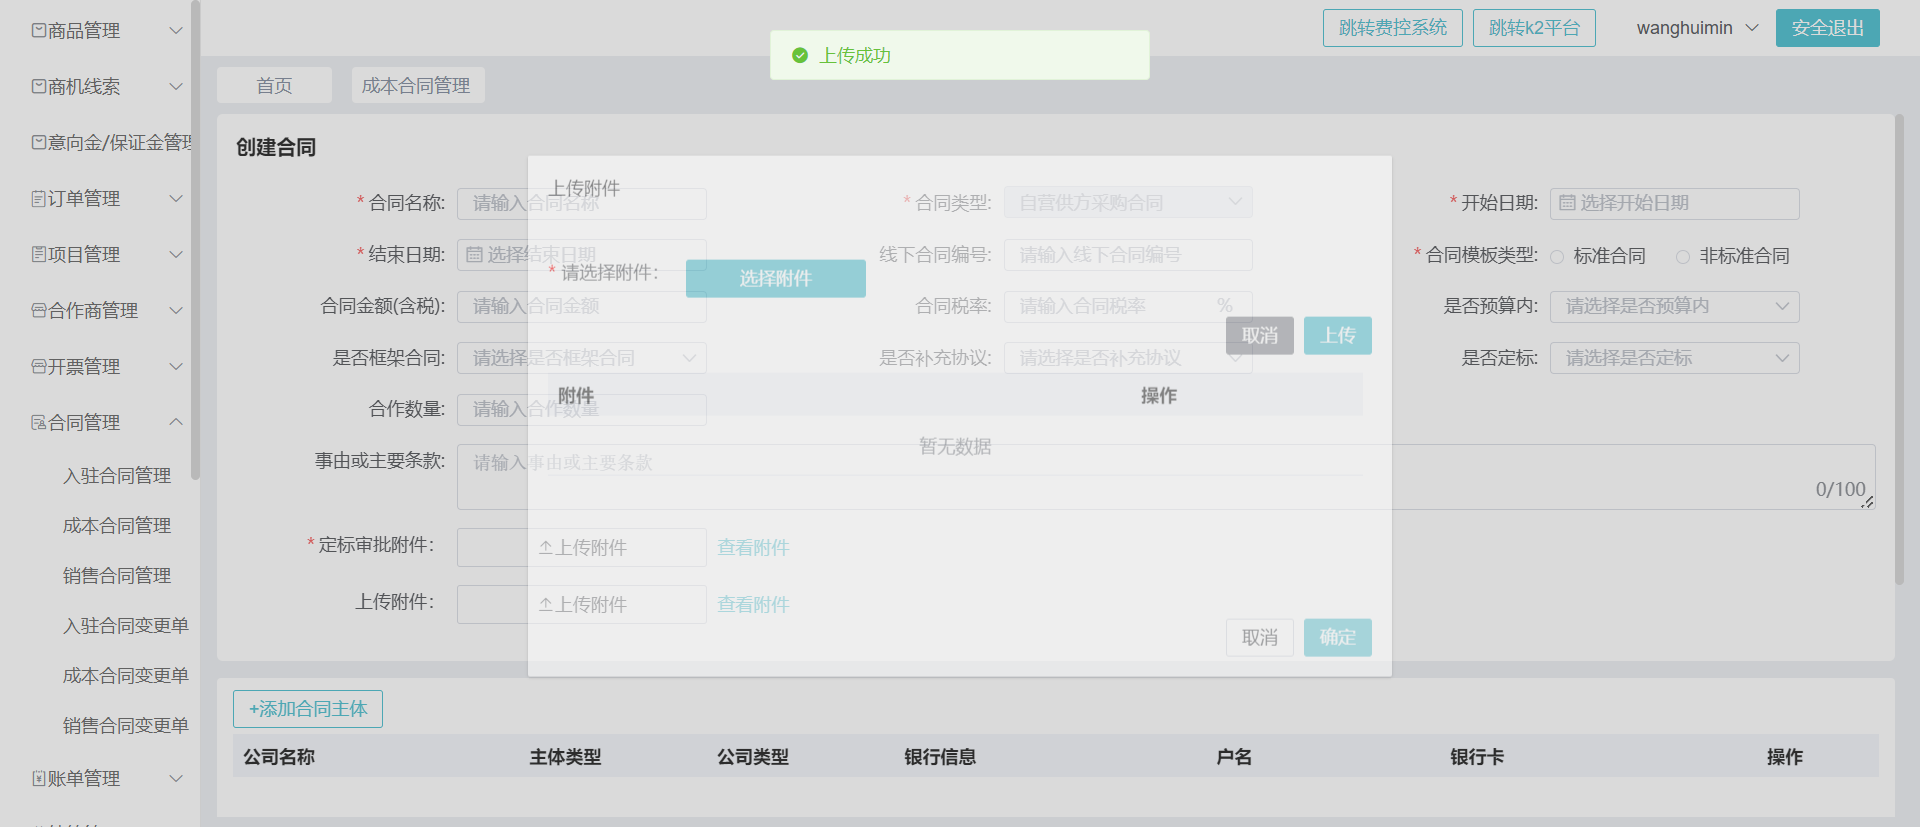 商品管理
商机线索
意向金/保证金管理
订单管理
项目管理
合作商管理
开票管理
合同管理
入驻合同管理
成本合同管理
销售合同管理
入驻合同变更单
成本合同变更单
销售合同变更单
账单管理
跳转费控系统
跳转k2平台
wanghuimin
安全退出
上传成功
首页
成本合同管理
创建合同
* 合同名称:
请输入合同名称
* 合同类型:
自营供方采购合同
* 开始日期:
选择开始日期
* 结束日期:
选择结束日期
线下合同编号:
请输入线下合同编号
* 合同模板类型:
标准合同
非标准合同
合同金额(含税):
请输入合同金额
合同税率:
请输入合同税率
%
是否预算内:
请选择是否预算内
是否框架合同:
请选择是否框架合同
是否补充协议:
请选择是否补充协议
是否定标:
请选择是否定标
合作数量:
请输入合作数量
事由或主要条款:
请输入事由或主要条款
0/100
* 定标审批附件：
上传附件
查看附件
上传附件：
上传附件
查看附件
上传附件
* 请选择附件：
选择附件
取消
上传
附件
操作
暂无数据
取消
确定
+添加合同主体
公司名称
主体类型
公司类型
银行信息
户名
银行卡
操作